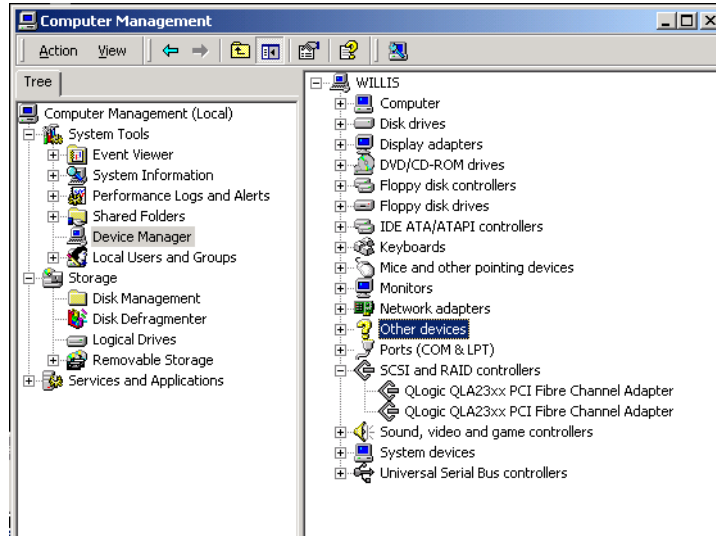 Computer Management
Action View
Tree
Computer Management (Local)
System Tools
Event Viewer
System Information
Performance Logs and Alerts
Shared Folders
Device Manager
Local Users and Groups
Storage
Disk Management
Disk Defragmenter
Logical Drives
Removable Storage
Services and Applications
WILLIS
Computer
Disk drives
Display adapters
DVD/CD-ROM drives
Floppy disk controllers
Floppy disk drives
IDE ATA/ATAPI controllers
Keyboards
Mice and other pointing devices
Monitors
Network adapters
Other devices
Ports (COM & LPT)
SCSI and RAID controllers
QLogic QLA23xx PCI Fibre Channel Adapter
QLogic QLA23xx PCI Fibre Channel Adapter
Sound, video and game controllers
System devices
Universal Serial Bus controllers